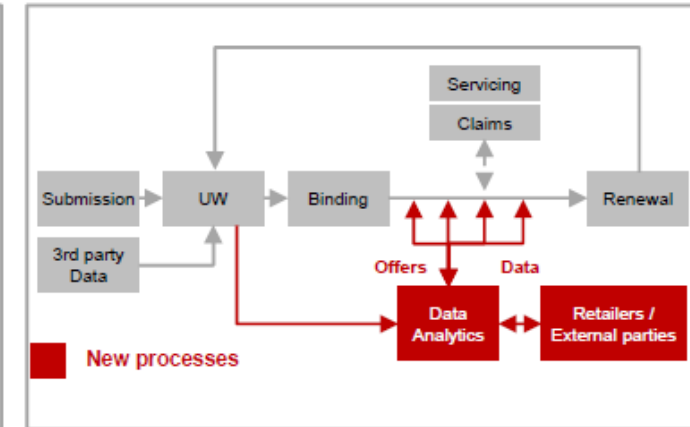 Servicing
Claims
Submission
UW
Binding
Renewal
3rd party
Data
Offers
Data
Data
Analytics
Retailers /
External parties
New processes